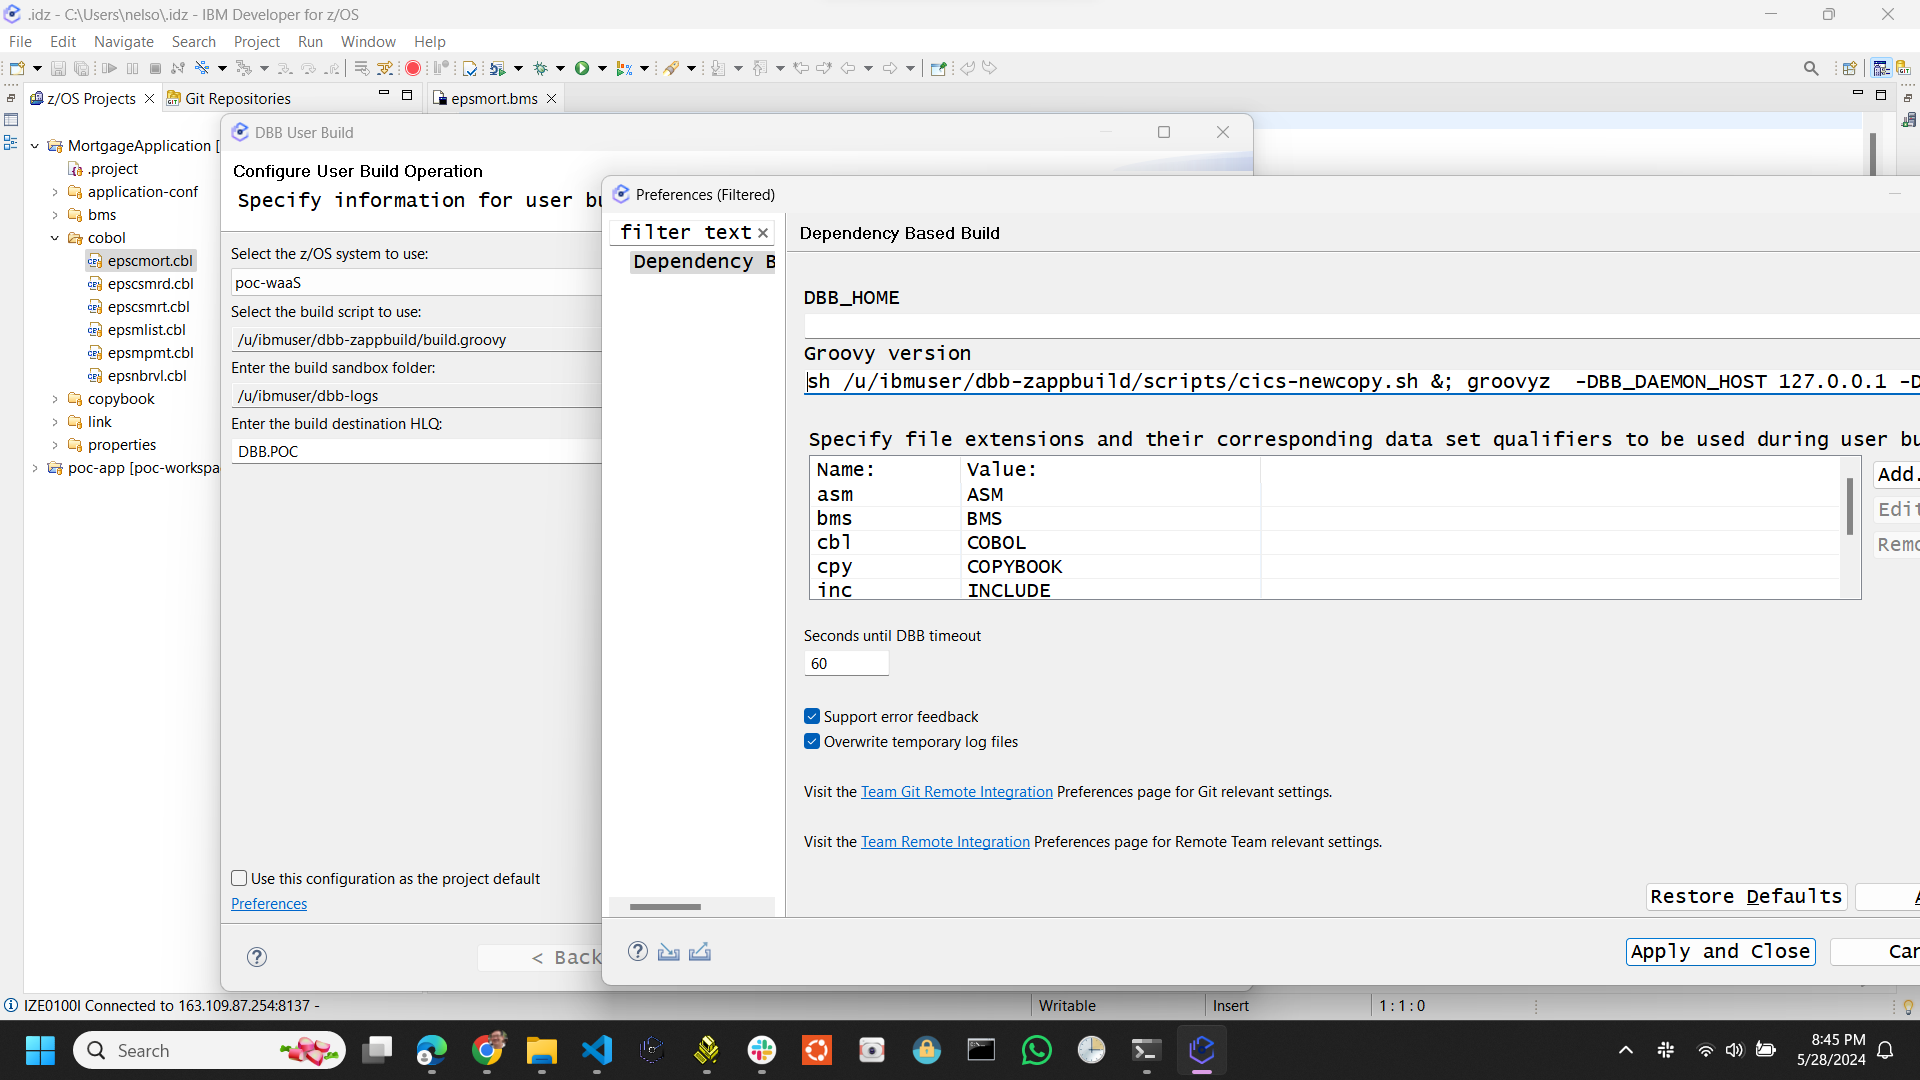 .idz - C:\Users\nelso\.idz - IBM Developer for z/OS
File Edit Navigate Search Project Run Window Help
z/OS Projects
Git Repositories
epsmort.bms
MortgageApplication [
.project
application-conf
bms
cobol
epscmort.cbl
epscsmrd.cbl
epscsmrt.cbl
epsmlist.cbl
epsmpmt.cbl
epsnbrvl.cbl
copybook
link
properties
poc-app [poc-workspa
DBB User Build
Configure User Build Operation
Specify information for user bu
Select the z/OS system to use:
poc-waaS
Select the build script to use:
/u/ibmuser/dbb-zappbuild/build.groovy
Enter the build sandbox folder:
/u/ibmuser/dbb-logs
Enter the build destination HLQ:
DBB.POC
Use this configuration as the project default
Preferences
< Back
Preferences (Filtered)
filter text
Dependency B
Dependency Based Build
DBB_HOME
Groovy version
sh /u/ibmuser/dbb-zappbuild/scripts/cics-newcopy.sh &; groovyz  -DBB_DAEMON_HOST 127.0.0.1 -D
Specify file extensions and their corresponding data set qualifiers to be used during user bu
Name: Value:
asm ASM
bms BMS
cbl COBOL
cpy COPYBOOK
inc INCLUDE
Add.
Edit
Remo
Seconds until DBB timeout
60
Support error feedback
Overwrite temporary log files
Visit the Team Git Remote Integration Preferences page for Git relevant settings.
Visit the Team Remote Integration Preferences page for Remote Team relevant settings.
Restore Defaults
A
Apply and Close
Can
IZE0100I Connected to 163.109.87.254:8137 -
Writable
Insert
1 : 1 : 0
Search
8:45 PM
5/28/2024